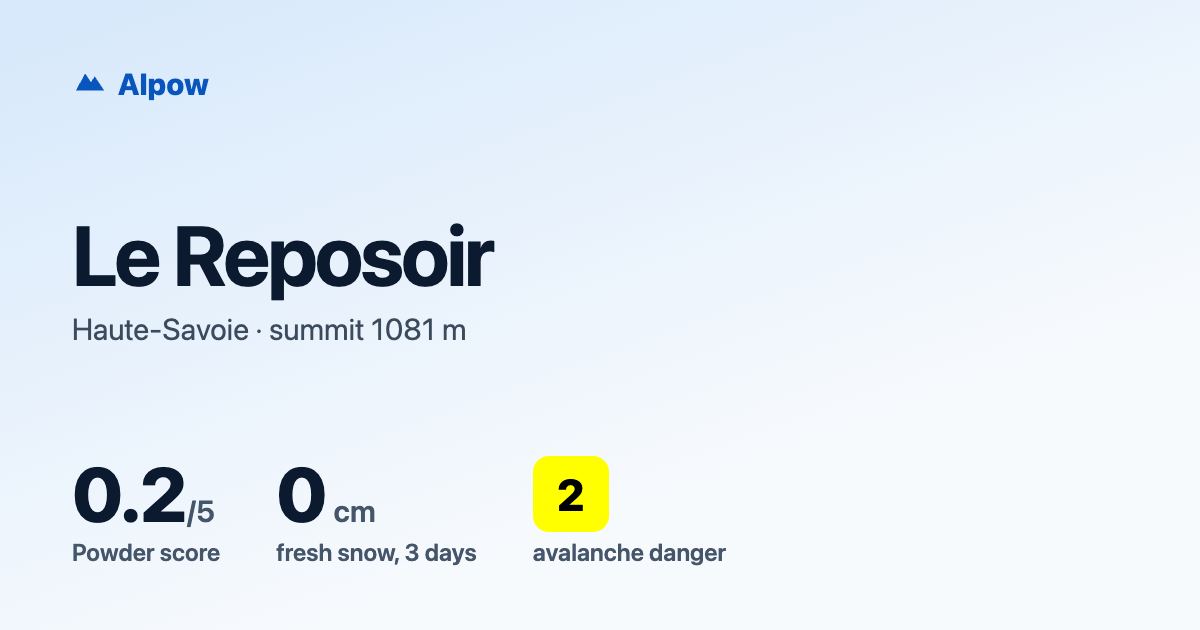 Alpow
Le Reposoir
Haute-Savoie · summit 1081 m
0.2/5
Powder score
0 cm
fresh snow, 3 days
2
avalanche danger